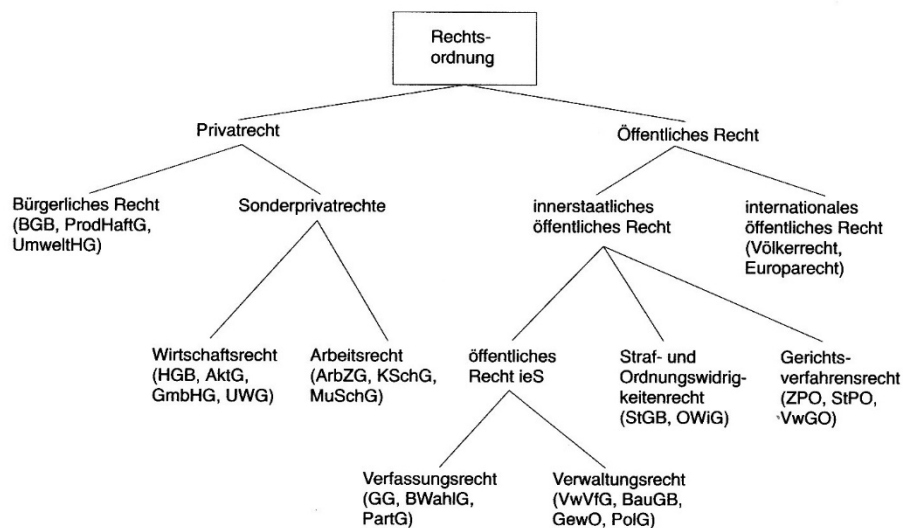 Rechts-
ordnung
Privatrecht
Öffentliches Recht
Bürgerliches Recht
(BGB, ProdHaftG,
UmweltHG)
Sonderprivatrechte
innerstaatliches
öffentliches Recht
internationales
öffentliches Recht
(Völkerrecht,
Europarecht)
Wirtschaftsrecht
(HGB, AktG,
GmbHG, UWG)
Arbeitsrecht
(ArbZG, KSchG,
MuSchG)
öffentliches
Recht ieS
Straf- und
Ordnungswidrig-
keitenrecht
(StGB, OWiG)
Gerichts-
verfahrensrecht
(ZPO, StPO,
VwGO)
Verfassungsrecht
(GG, BWahlG,
PartG)
Verwaltungsrecht
(VwVfG, BauGB,
GewO, PolG)